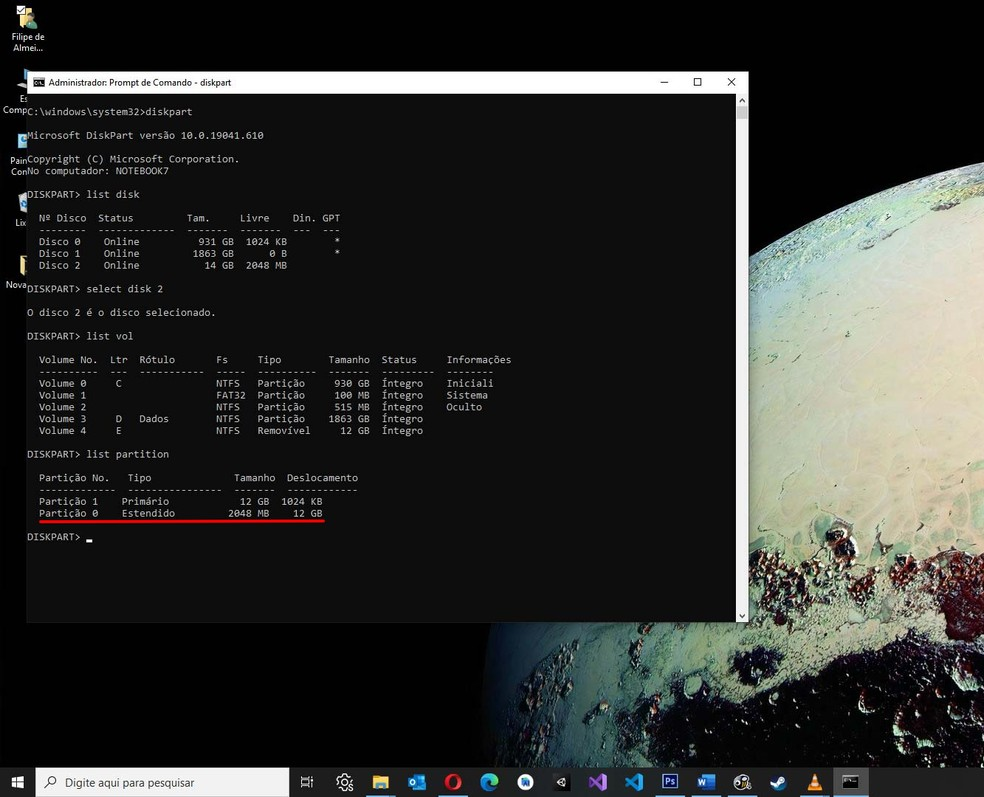 Filipe de
Almei...
Administrador: Prompt de Comando - diskpart
C:\windows\system32>diskpart
Microsoft DiskPart versão 10.0.19041.610
Copyright (C) Microsoft Corporation.
No computador: NOTEBOOK7
DISKPART> list disk
Nº Disco Status Tam. Livre Din. GPT
-------- ------------- ------- ------- --- ---
Disco 0 Online 931 GB 1024 KB *
Disco 1 Online 1863 GB 0 B *
Disco 2 Online 14 GB 2048 MB
DISKPART> select disk 2
O disco 2 é o disco selecionado.
DISKPART> list vol
Volume No. Ltr Rótulo Fs Tipo Tamanho Status Informações
---------- --- ----------- ----- ---------- ------- --------- --------
Volume 0 C NTFS Partição 930 GB Íntegro Iniciali
Volume 1 FAT32 Partição 100 MB Íntegro Sistema
Volume 2 NTFS Partição 515 MB Íntegro Oculto
Volume 3 D Dados NTFS Partição 1863 GB Íntegro
Volume 4 E NTFS Removível 12 GB Íntegro
DISKPART> list partition
Partição No. Tipo Tamanho Deslocamento
------------- ---------------- ------- ------------
Partição 1 Primário 12 GB 1024 KB
Partição 0 Estendido 2048 MB 12 GB
DISKPART>
Es
Comp
Pain
Con
Lix
Nova
Digite aqui para pesquisar
Ps